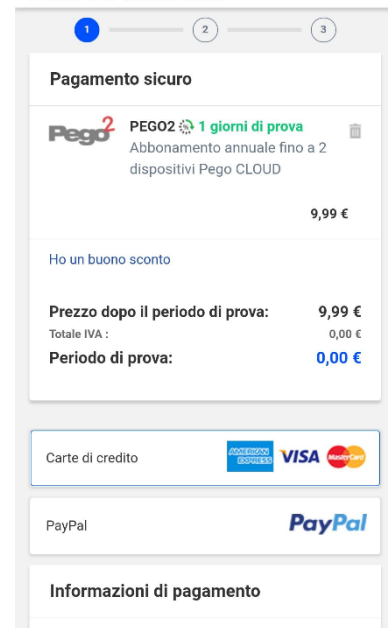 1 2 3
Pagamento sicuro
Pego2 PEGO2 1 giorni di prova
Abbonamento annuale fino a 2
dispositivi Pego CLOUD
9,99 €
Ho un buono sconto
Prezzo dopo il periodo di prova: 9,99 €
Totale IVA : 0,00 €
Periodo di prova: 0,00 €
Carte di credito AMERICAN EXPRESS VISA MasterCard
PayPal PayPal
Informazioni di pagamento